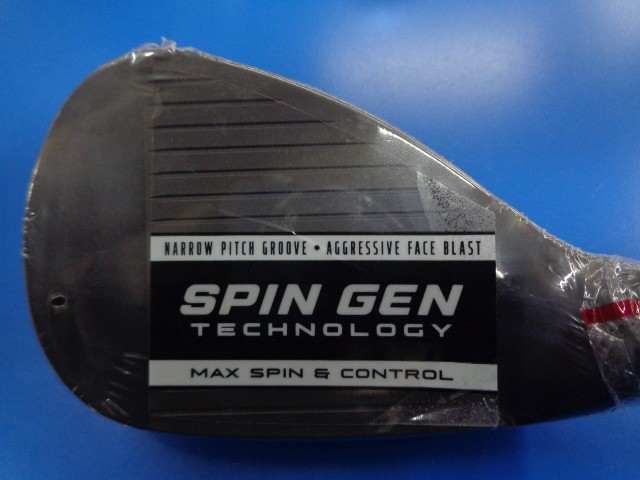 NARROW PITCH GROOVE • AGGRESSIVE FACE BLAST
SPIN GEN
TECHNOLOGY
MAX SPIN & CONTROL